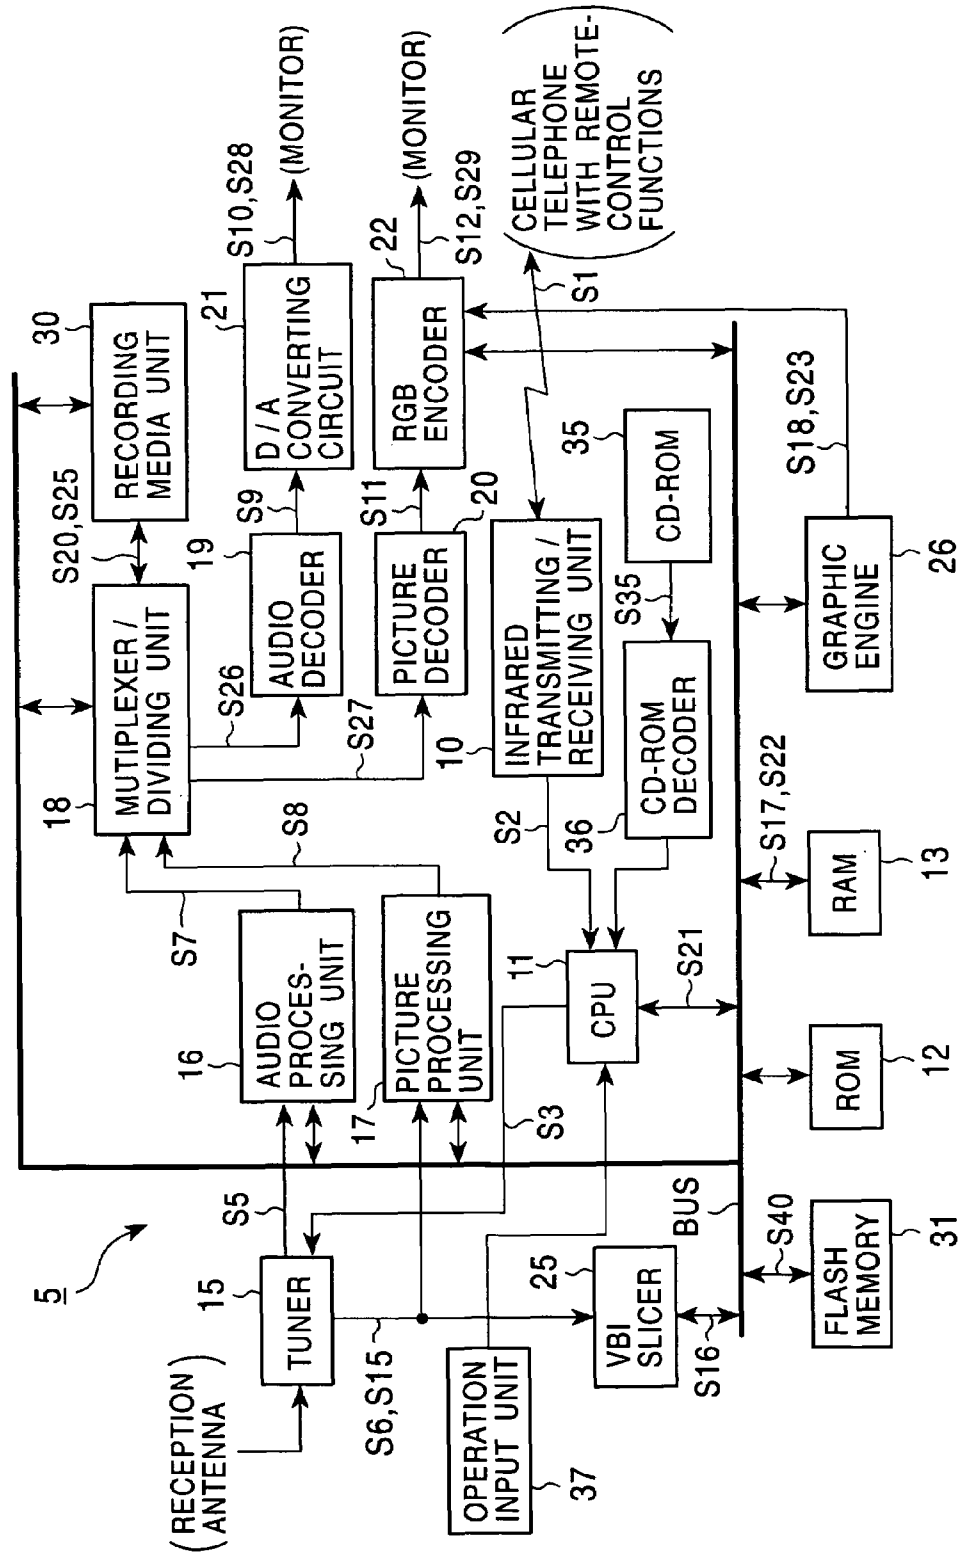 5
(RECEPTION
ANTENNA)
15
TUNER
S5
S6,S15
OPERATION
INPUT UNIT
37
25
VBI
SLICER
S16
BUS
S40
FLASH
MEMORY
31
16
AUDIO
PROCES-
SING UNIT
17
PICTURE
PROCESSING
UNIT
S3
11
CPU
S21
ROM
12
S7
S8
18
MUTIPLEXER/
DIVIDING UNIT
S26
S27
S20,S25
30
RECORDING
MEDIA UNIT
19
AUDIO
DECODER
S9
21
D/A
CONVERTING
CIRCUIT
S10,S28
(MONITOR)
PICTURE
DECODER
20
S11
22
RGB
ENCODER
S12,S29
(MONITOR)
10
INFRARED
TRANSMITTING/
RECEIVING UNIT
S2
S1
(CELLULAR
TELEPHONE
WITH REMOTE-
CONTROL
FUNCTIONS)
36
CD-ROM
DECODER
S35
35
CD-ROM
S17,S22
RAM
13
GRAPHIC
ENGINE
26
S18,S23